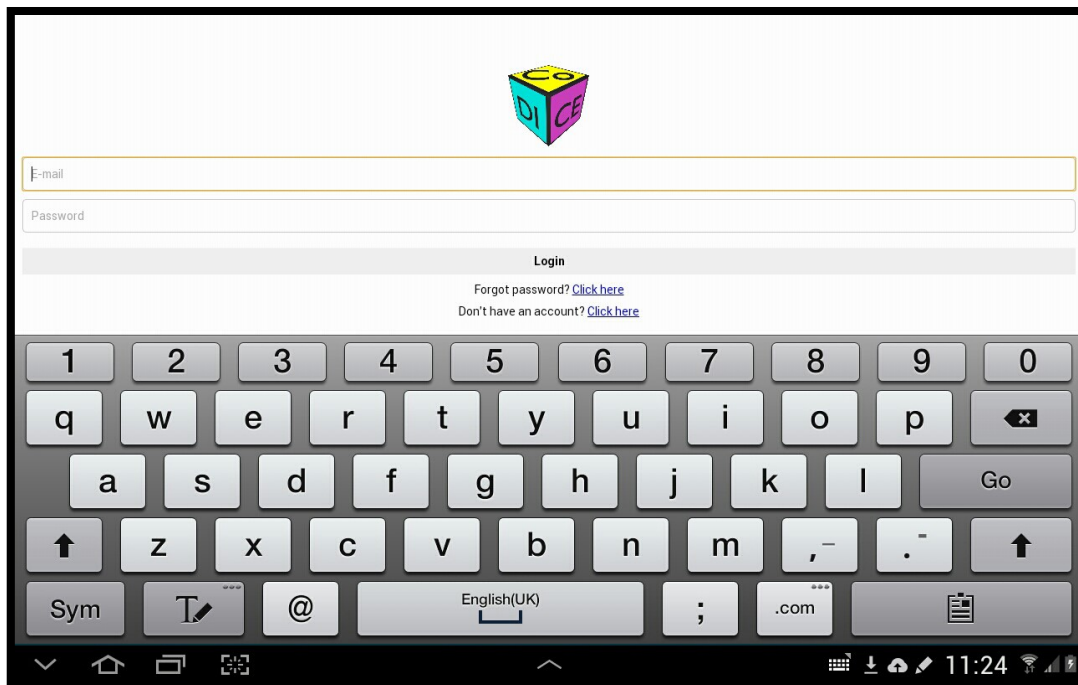 CO
DI CE
E-mail
Password
Login
Forgot password? Click here
Don't have an account? Click here
1 2 3 4 5 6 7 8 9 0
q w e r t y u i o p
a s d f g h j k l Go
z x c v b n m ,– .-
Sym T @ English(UK) ; .com
11:24